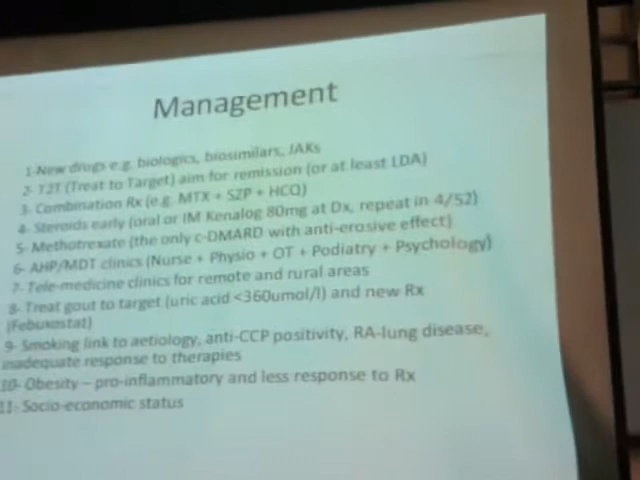 Management
1-New drugs e.g. biologics, biosimilars, JAKs
2- T2T (Treat to Target) aim for remission (or at least LDA)
3- Combination Rx (e.g. MTX + SZP + HCQ)
4- Steroids early (oral or IM Kenalog 80mg at Dx, repeat in 4/52)
5- Methotrexate (the only c-DMARD with anti-erosive effect)
6- AHP/MDT clinics (Nurse + Physio + OT + Podiatry + Psychology)
7- Tele-medicine clinics for remote and rural areas
8- Treat gout to target (uric acid <360umol/l) and new Rx
(Febuxostat)
9- Smoking link to aetiology, anti-CCP positivity, RA-lung disease,
inadequate response to therapies
10- Obesity – pro-inflammatory and less response to Rx
11- Socio-economic status